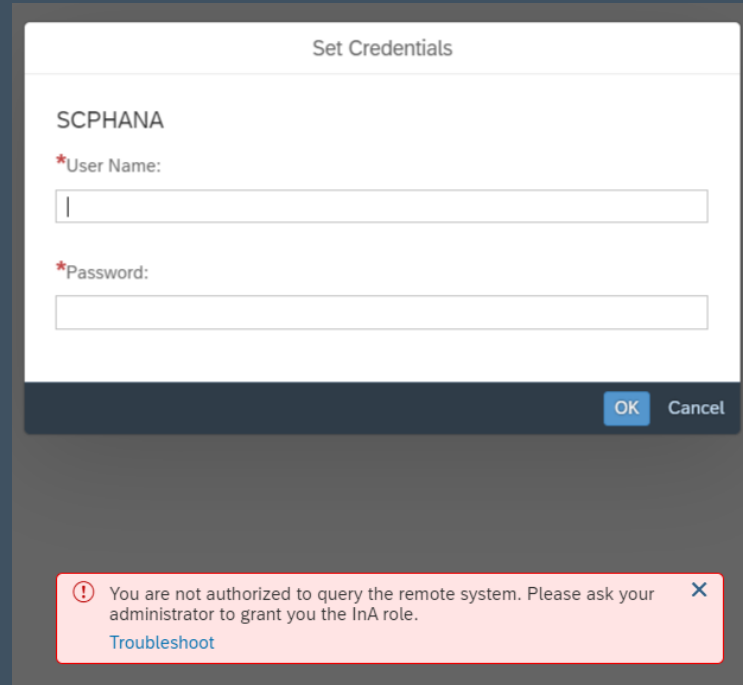 Set Credentials
SCPHANA
*User Name:
*Password:
OK Cancel
You are not authorized to query the remote system. Please ask your
administrator to grant you the InA role.
Troubleshoot